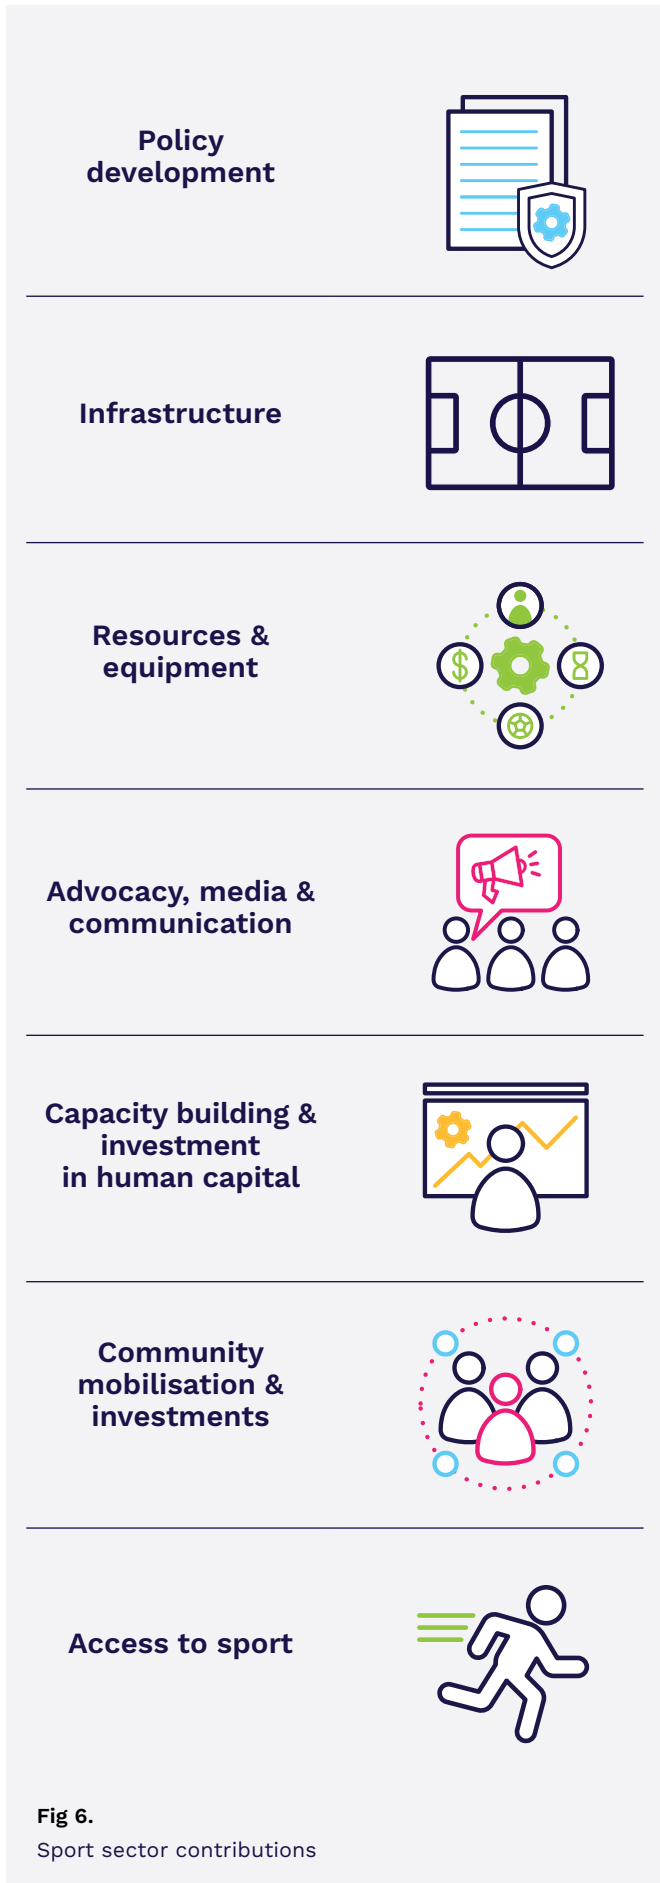 Policy
development
Infrastructure
Resources &
equipment
Advocacy, media &
communication
Capacity building &
investment
in human capital
Community
mobilisation &
investments
Access to sport
Fig 6.
Sport sector contributions